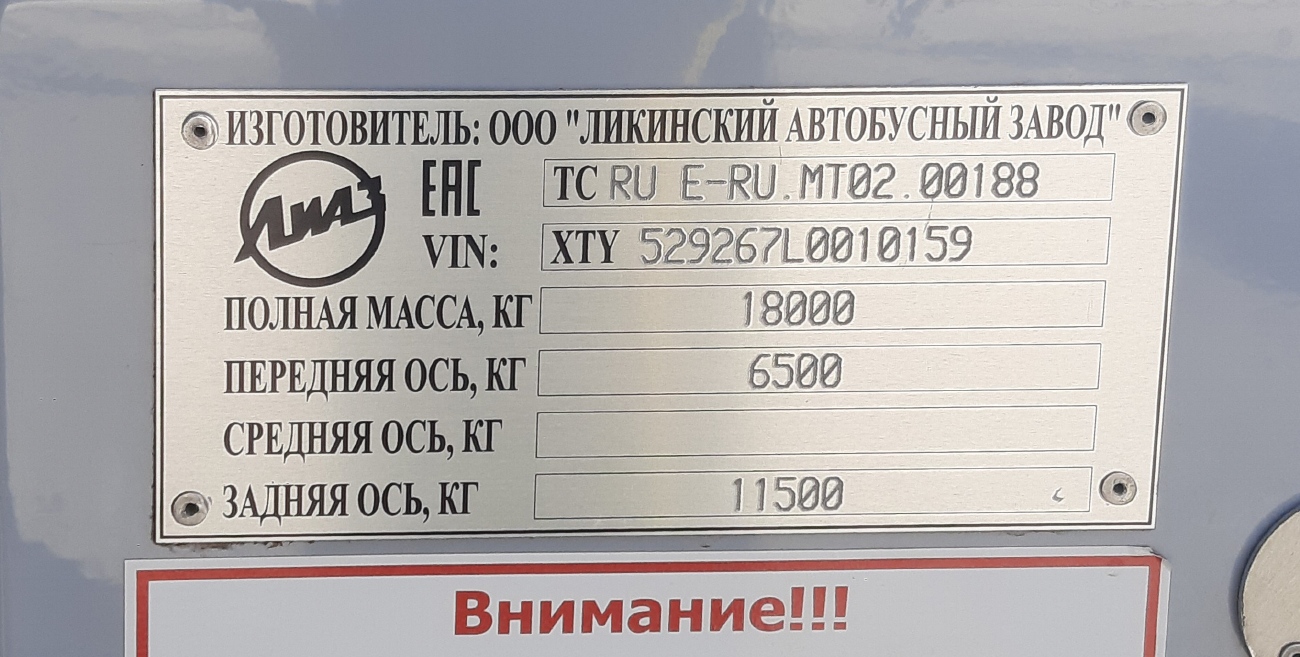 ИЗГОТОВИТЕЛЬ: ООО "ЛИКИНСКИЙ АВТОБУСНЫЙ ЗАВОД"
ЛиАЗ EAC ТС RU E-RU.MT02.00188
VIN: XTY 529267L0010159
ПОЛНАЯ МАССА, КГ 18000
ПЕРЕДНЯЯ ОСЬ, КГ 6500
СРЕДНЯЯ ОСЬ, КГ
ЗАДНЯЯ ОСЬ, КГ 11500
Внимание!!!